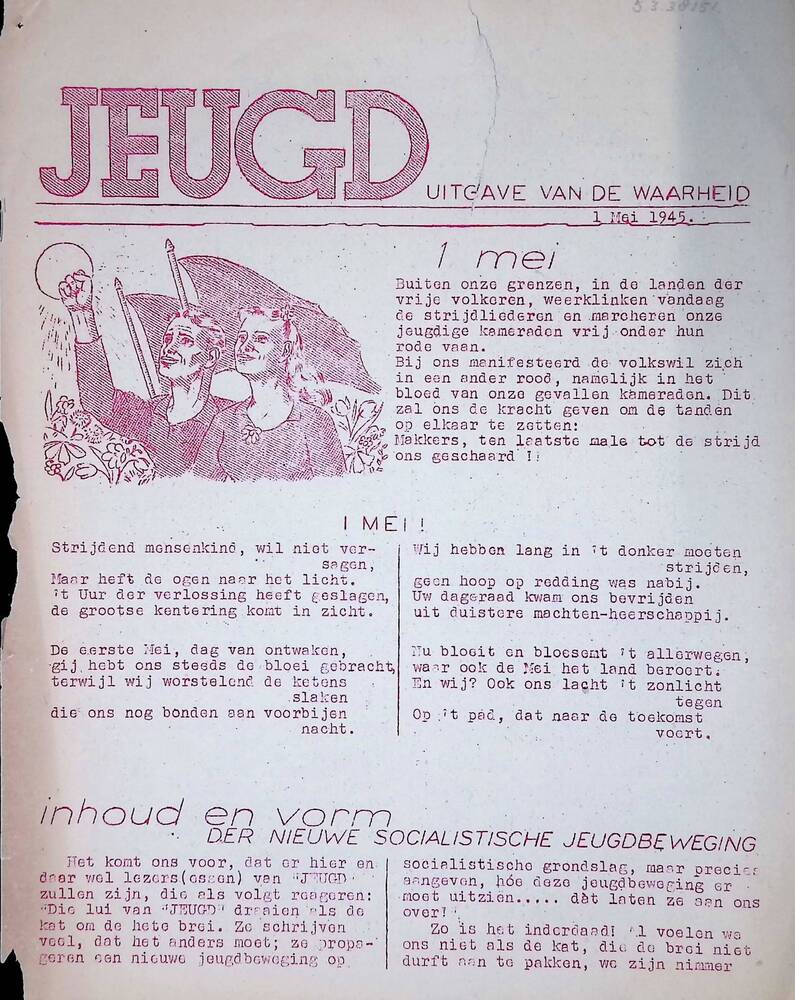 JEUGD
UITGAVE VAN DE WAARHEID
1 Mei 1945.
1 mei
Buiten onze grenzen, in de landen der
vrije volkeren, weerklinken vandaag
de strijdliederen en marcheren onze
jeugdige kameraden vrij onder hun
rode vaan.
Bij ons manifesteerd de volkswil zich
in een ander rood, namelijk in het
bloed van onze gevallen kameraden. Dit
zal ons de kracht geven om de tanden
op elkaar te zetten:
Makkers, ten laatste male tot de strijd
ons geschaard !!
1 MEI !
Strijdend mensenkind, wil niet ver-
sagen,
Maar heft de ogen naar het licht.
't Uur der verlossing heeft geslagen,
de grootse kentering komt in zicht.
De eerste Mei, dag van ontwaken,
gij hebt ons steeds de bloei gebracht,
terwijl wij worstelend de ketens
slaken
die ons nog bonden aan voorbijen
nacht.
Wij hebben lang in 't donker moeten
strijden,
geen hoop op redding was nabij.
Uw dageraad kwam ons bevrijden
uit duistere machten-heerschappij.
Nu bloeit en bloesemt 't allerwegen,
waar ook de Mei het land beroert.
En wij? Ook ons lacht 't zonlicht
tegen
Op 't pad, dat naar de toekomst
voert.
inhoud en vorm
DER NIEUWE SOCIALISTISCHE JEUGDBEWEGING
Het komt ons voor, dat er hier en
daar wel lezers(essen) van "JEUGD"
zullen zijn, die als volgt reageren:
"Die lui van "JEUGD" draaien als de
kat om de hete brei. Ze schrijven
veel, dat het anders moet; ze propa-
geren een nieuwe jeugdbeweging op
socialistische grondslag, maar precies
aangeven, hóe deze jeugdbeweging er
moet uitzien..... dàt laten ze aan ons
over!"
Zo is het inderdaad! 'l voelen we
ons niet als de kat, die de brei niet
durft aan te pakken, we zijn nimmer